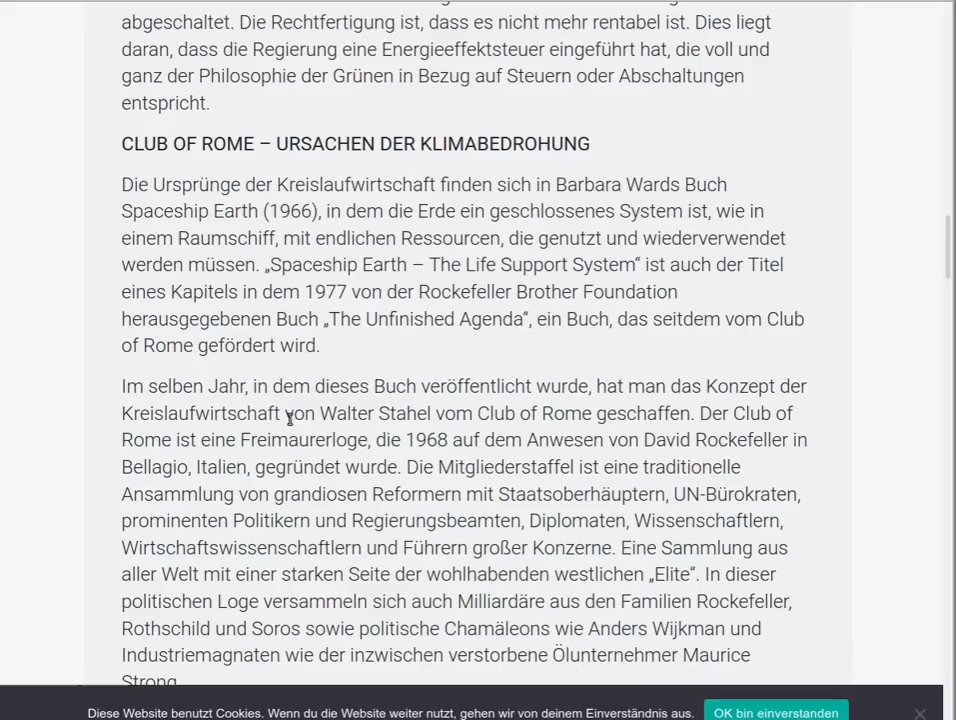 abgeschaltet. Die Rechtfertigung ist, dass es nicht mehr rentabel ist. Dies liegt
daran, dass die Regierung eine Energieeffektsteuer eingeführt hat, die voll und
ganz der Philosophie der Grünen in Bezug auf Steuern oder Abschaltungen
entspricht.
CLUB OF ROME – URSACHEN DER KLIMABEDROHUNG
Die Ursprünge der Kreislaufwirtschaft finden sich in Barbara Wards Buch
Spaceship Earth (1966), in dem die Erde ein geschlossenes System ist, wie in
einem Raumschiff, mit endlichen Ressourcen, die genutzt und wiederverwendet
werden müssen. „Spaceship Earth – The Life Support System“ ist auch der Titel
eines Kapitels in dem 1977 von der Rockefeller Brother Foundation
herausgegebenen Buch „The Unfinished Agenda“, ein Buch, das seitdem vom Club
of Rome gefördert wird.
Im selben Jahr, in dem dieses Buch veröffentlicht wurde, hat man das Konzept der
Kreislaufwirtschaft von Walter Stahel vom Club of Rome geschaffen. Der Club of
Rome ist eine Freimaurerloge, die 1968 auf dem Anwesen von David Rockefeller in
Bellagio, Italien, gegründet wurde. Die Mitgliederstaffel ist eine traditionelle
Ansammlung von grandiosen Reformern mit Staatsoberhäuptern, UN-Bürokraten,
prominenten Politikern und Regierungsbeamten, Diplomaten, Wissenschaftlern,
Wirtschaftswissenschaftlern und Führern großer Konzerne. Eine Sammlung aus
aller Welt mit einer starken Seite der wohlhabenden westlichen „Elite“. In dieser
politischen Loge versammeln sich auch Milliardäre aus den Familien Rockefeller,
Rothschild und Soros sowie politische Chamäleons wie Anders Wijkman und
Industriemagnaten wie der inzwischen verstorbene Ölunternehmer Maurice
Strong
Diese Website benutzt Cookies. Wenn du die Website weiter nutzt, gehen wir von deinem Einverständnis aus. OK bin einverstanden